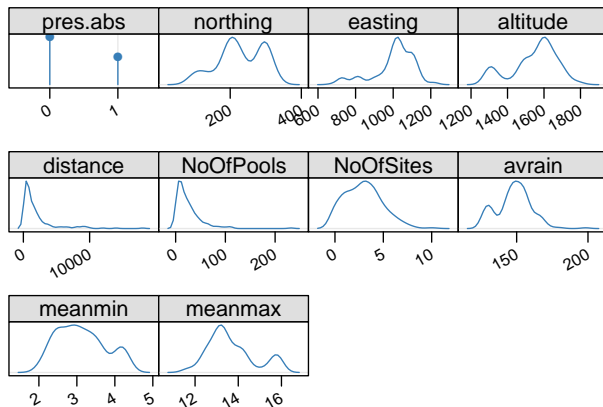 pres.abs northing easting altitude
0 1 200 400 600 800 1000 1200 1200 1400 1600 1800
distance NoOfPools NoOfSites avrain
0 10000 0 100 200 0 5 10 150 200
meanmin meanmax
2 3 4 5 12 14 16